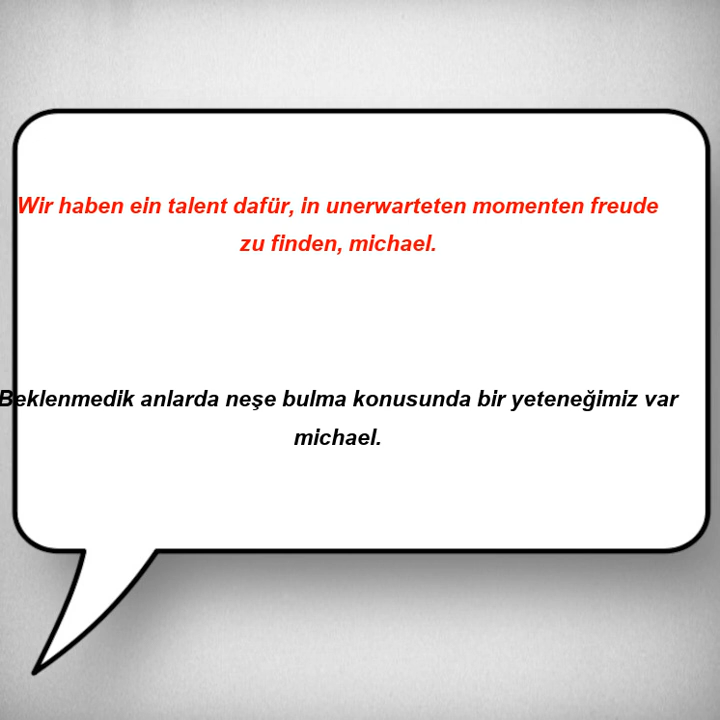 Wir haben ein talent dafür, in unerwarteten momenten freude
zu finden, michael.
Beklenmedik anlarda neşe bulma konusunda bir yeteneğimiz var
michael.